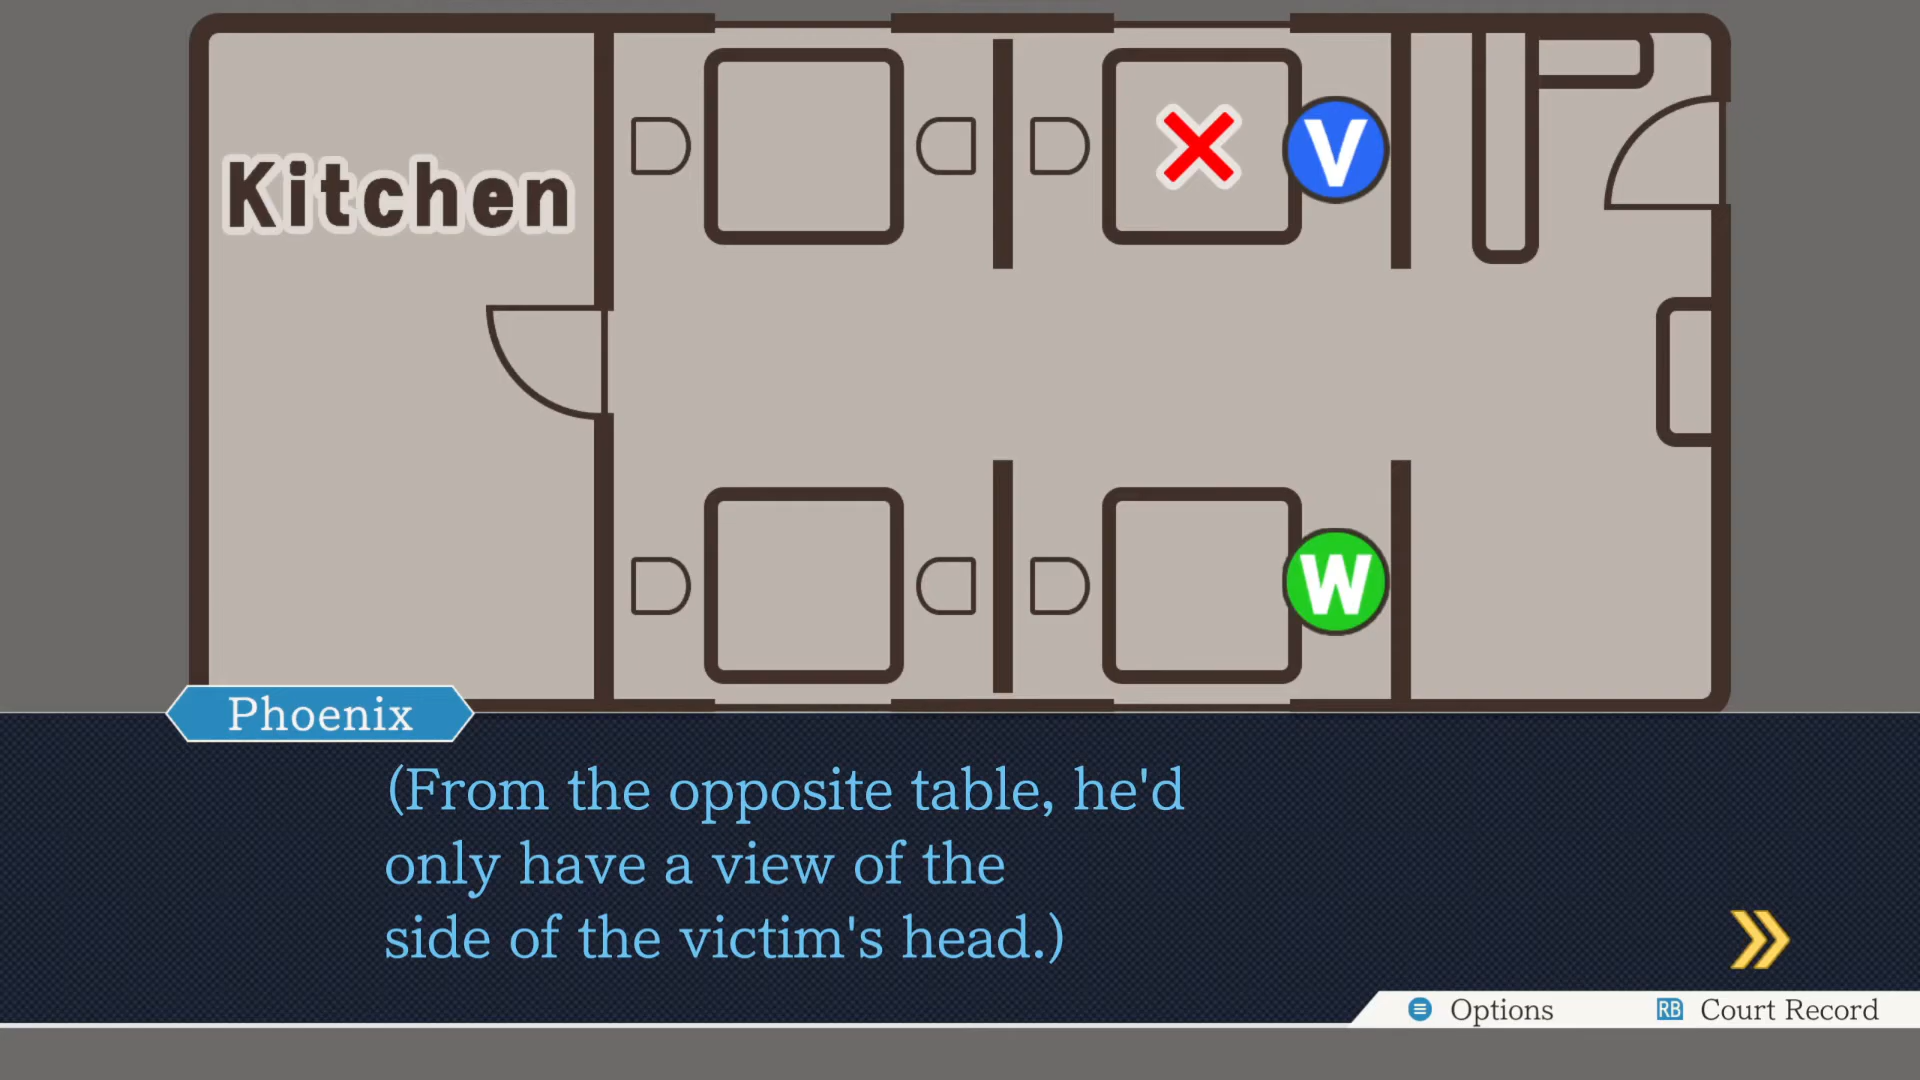 Kitchen
V
W
Phoenix
(From the opposite table, he'd
only have a view of the
side of the victim's head.)
Options
RB Court Record